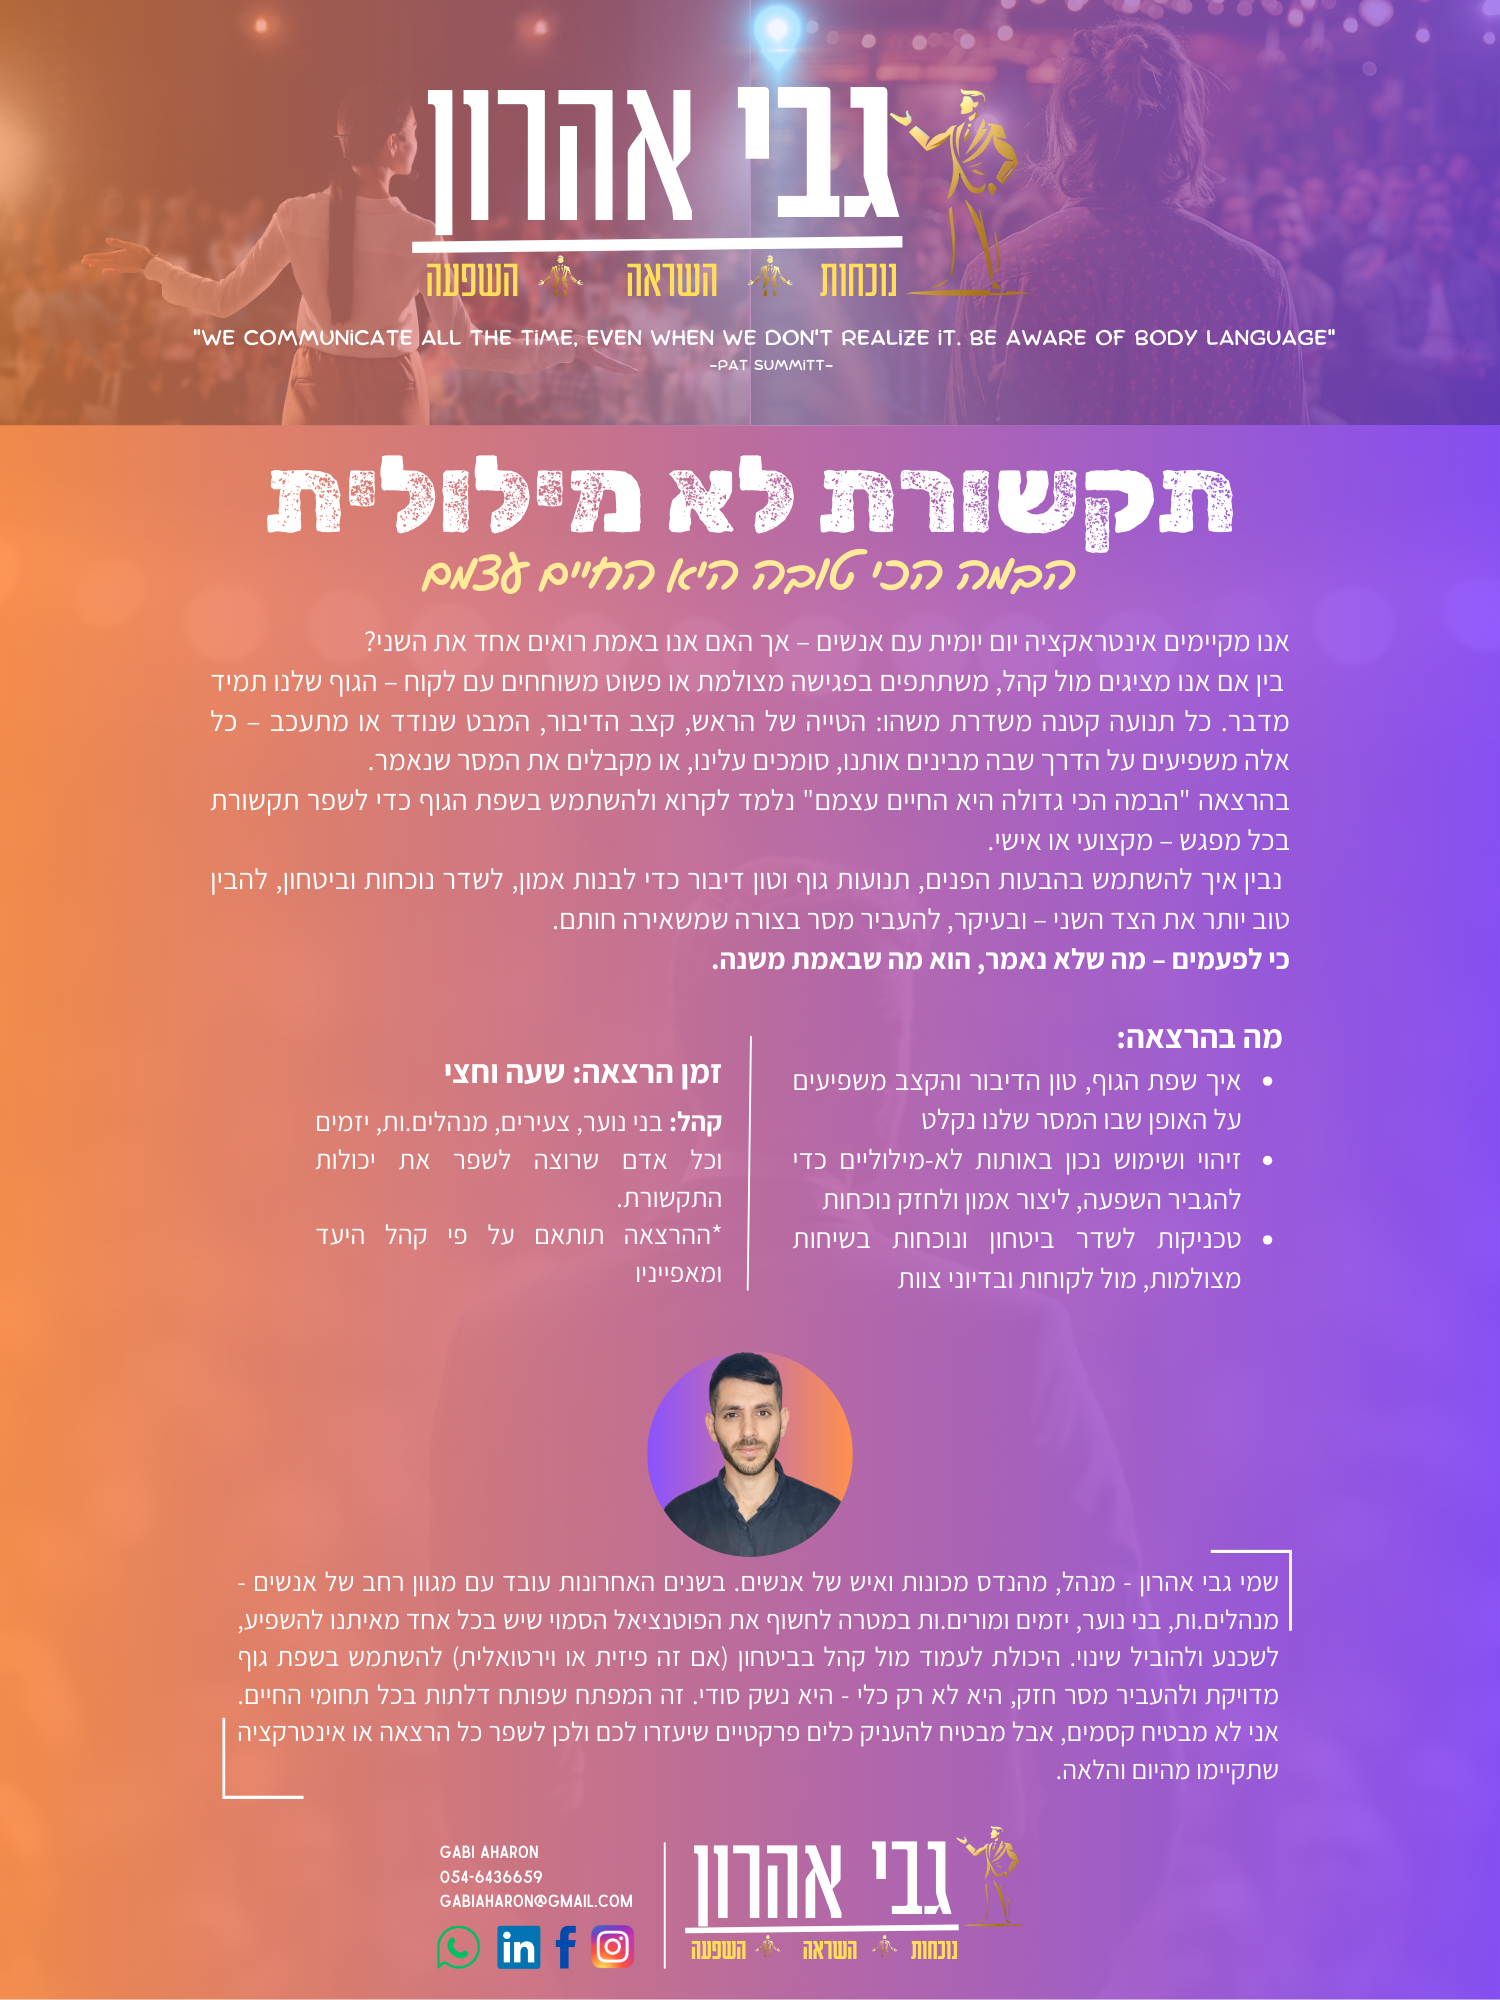 גבי אהרון
נוכחות השראה השפעה
"WE COMMUNICATE ALL THE TIME, EVEN WHEN WE DON'T REALIZE IT. BE AWARE OF BODY LANGUAGE"
-PAT SUMMITT-
תקשורת לא מילולית
הבמה הכי טובה היא החיים עצמם
אנו מקיימים אינטראקציה יום יומית עם אנשים – אך האם אנו באמת רואים אחד את השני?
בין אם אנו מציגים מול קהל, משתתפים בפגישה מצולמת או פשוט משוחחים עם לקוח – הגוף שלנו תמיד
מדבר. כל תנועה קטנה משדרת משהו: הטייה של הראש, קצב הדיבור, המבט שנודד או מתעכב – כל
אלה משפיעים על הדרך שבה מבינים אותנו, סומכים עלינו, או מקבלים את המסר שנאמר.
בהרצאה "הבמה הכי גדולה היא החיים עצמם" נלמד לקרוא ולהשתמש בשפת הגוף כדי לשפר תקשורת
בכל מפגש – מקצועי או אישי.
נבין איך להשתמש בהבעות הפנים, תנועות גוף וטון דיבור כדי לבנות אמון, לשדר נוכחות וביטחון, להבין
טוב יותר את הצד השני – ובעיקר, להעביר מסר בצורה שמשאירה חותם.
כי לפעמים – מה שלא נאמר, הוא מה שבאמת משנה.
מה בהרצאה:
• איך שפת הגוף, טון הדיבור והקצב משפיעים
על האופן שבו המסר שלנו נקלט
• זיהוי ושימוש נכון באותות לא-מילוליים כדי
להגביר השפעה, ליצור אמון ולחזק נוכחות
• טכניקות לשדר ביטחון ונוכחות בשיחות
מצולמות, מול לקוחות ובדיוני צוות
זמן הרצאה: שעה וחצי
קהל: בני נוער, צעירים, מנהלים.ות, יזמים
וכל אדם שרוצה לשפר את יכולות
התקשורת.
*ההרצאה תותאם על פי קהל היעד
ומאפייניו
שמי גבי אהרון - מנהל, מהנדס מכונות ואיש של אנשים. בשנים האחרונות עובד עם מגוון רחב של אנשים -
מנהלים.ות, בני נוער, יזמים ומורים.ות במטרה לחשוף את הפוטנציאל הסמוי שיש בכל אחד מאיתנו להשפיע,
לשכנע ולהוביל שינוי. היכולת לעמוד מול קהל בביטחון (אם זה פיזית או וירטואלית) להשתמש בשפת גוף
מדויקת ולהעביר מסר חזק, היא לא רק כלי - היא נשק סודי. זה המפתח שפותח דלתות בכל תחומי החיים.
אני לא מבטיח קסמים, אבל מבטיח להעניק כלים פרקטיים שיעזרו לכם ולכן לשפר כל הרצאה או אינטרקציה
שתקיימו מהיום והלאה.
גבי אהרון
נוכחות השראה השפעה
GABI AHARON
054-6436659
GABIAHARON@GMAIL.COM
in